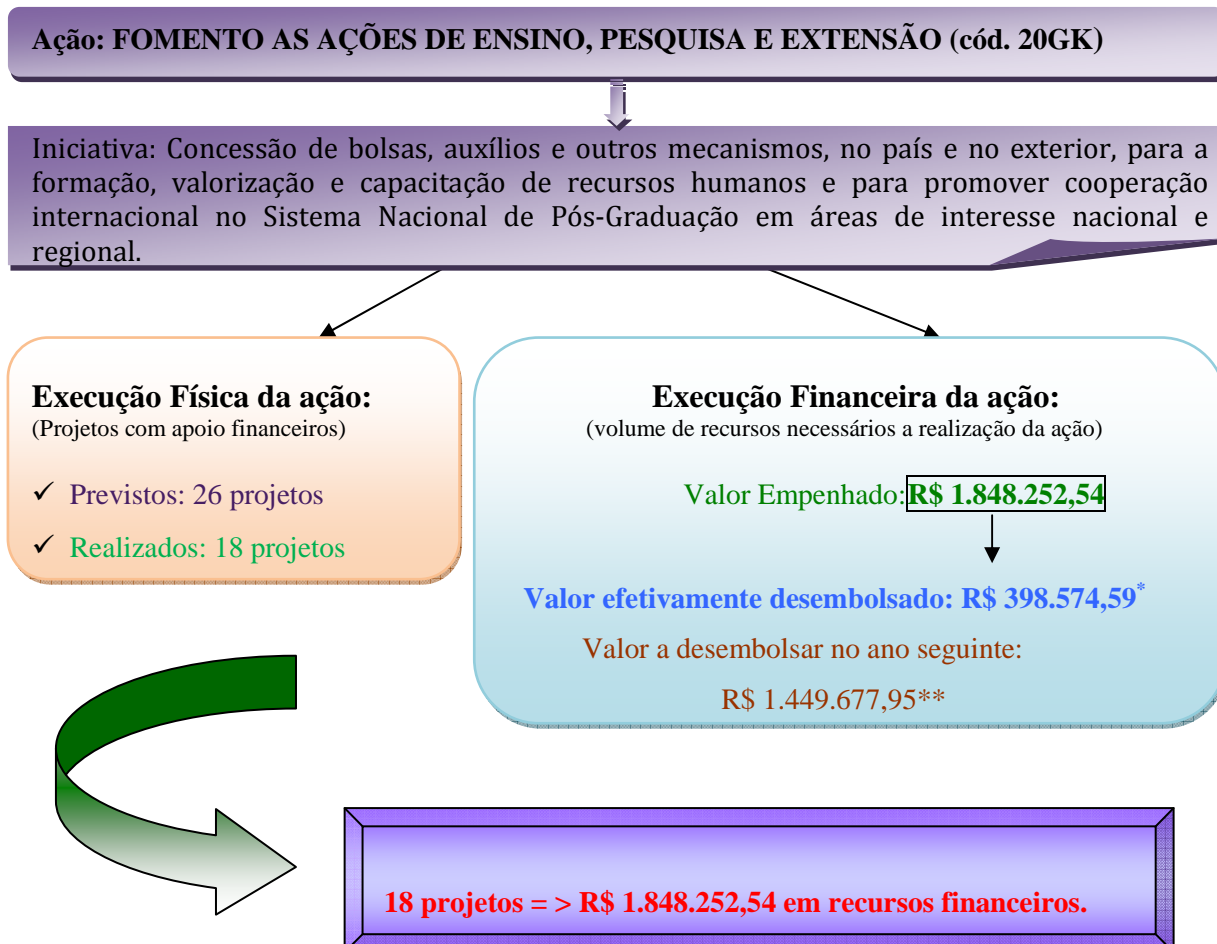 Ação: FOMENTO AS AÇÕES DE ENSINO, PESQUISA E EXTENSÃO (cód. 20GK)
Iniciativa: Concessão de bolsas, auxílios e outros mecanismos, no país e no exterior, para a
formação, valorização e capacitação de recursos humanos e para promover cooperação
internacional no Sistema Nacional de Pós-Graduação em áreas de interesse nacional e
regional.
Execução Física da ação:
(Projetos com apoio financeiros)
✓ Previstos: 26 projetos
✓ Realizados: 18 projetos
Execução Financeira da ação:
(volume de recursos necessários a realização da ação)
Valor Empenhado: R$ 1.848.252,54
Valor efetivamente desembolsado: R$ 398.574,59*
Valor a desembolsar no ano seguinte:
R$ 1.449.677,95**
18 projetos = > R$ 1.848.252,54 em recursos financeiros.